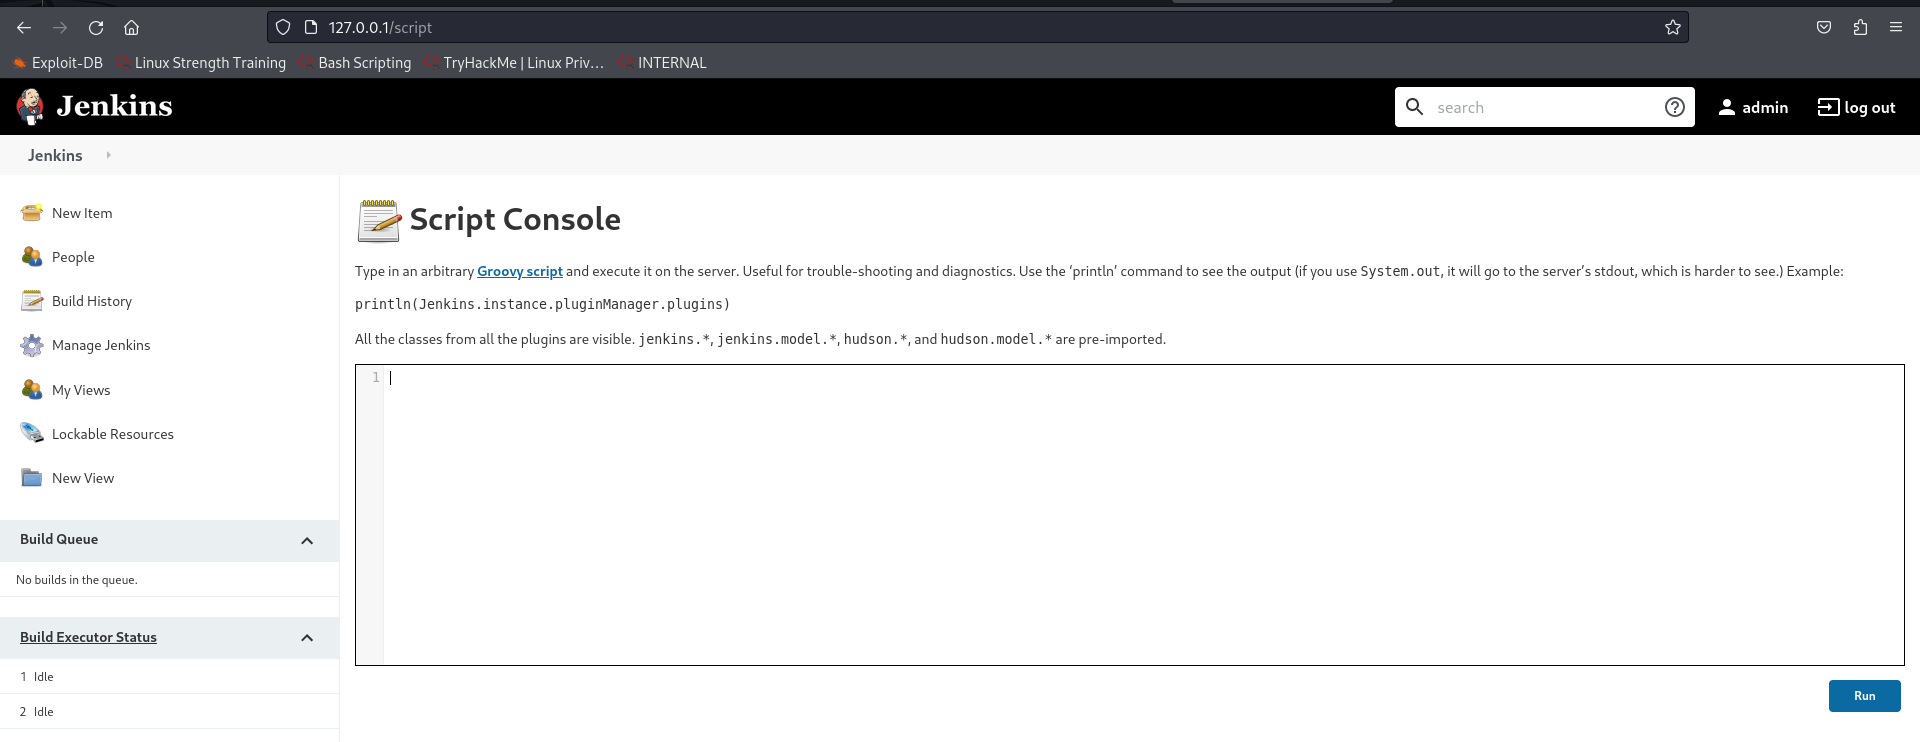 127.0.0.1/script
Exploit-DB Linux Strength Training Bash Scripting TryHackMe | Linux Priv... INTERNAL
Jenkins search admin log out
Jenkins
New Item
People
Build History
Manage Jenkins
My Views
Lockable Resources
New View
Build Queue
No builds in the queue.
Build Executor Status
1 Idle
2 Idle
Script Console
Type in an arbitrary Groovy script and execute it on the server. Useful for trouble-shooting and diagnostics. Use the ‘println’ command to see the output (if you use System.out, it will go to the server’s stdout, which is harder to see.) Example:
println(Jenkins.instance.pluginManager.plugins)
All the classes from all the plugins are visible. jenkins.*, jenkins.model.*, hudson.*, and hudson.model.* are pre-imported.
1
Run